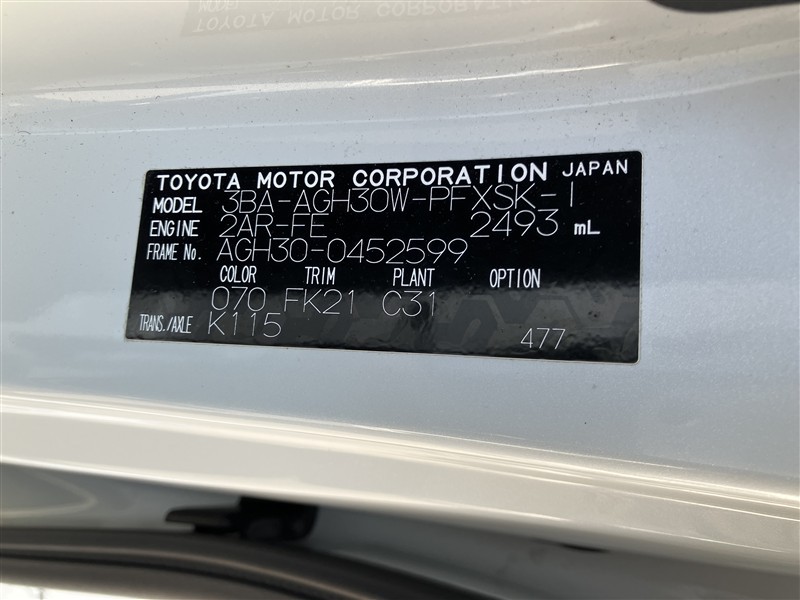 TOYOTA MOTOR CORPORATION JAPAN
MODEL 3BA-AGH30W-PFXSK-I
ENGINE 2AR-FE 2493 mL
FRAME No. AGH30-0452599
COLOR TRIM PLANT OPTION
070 FK21 C31
TRANS./AXLE K115
477